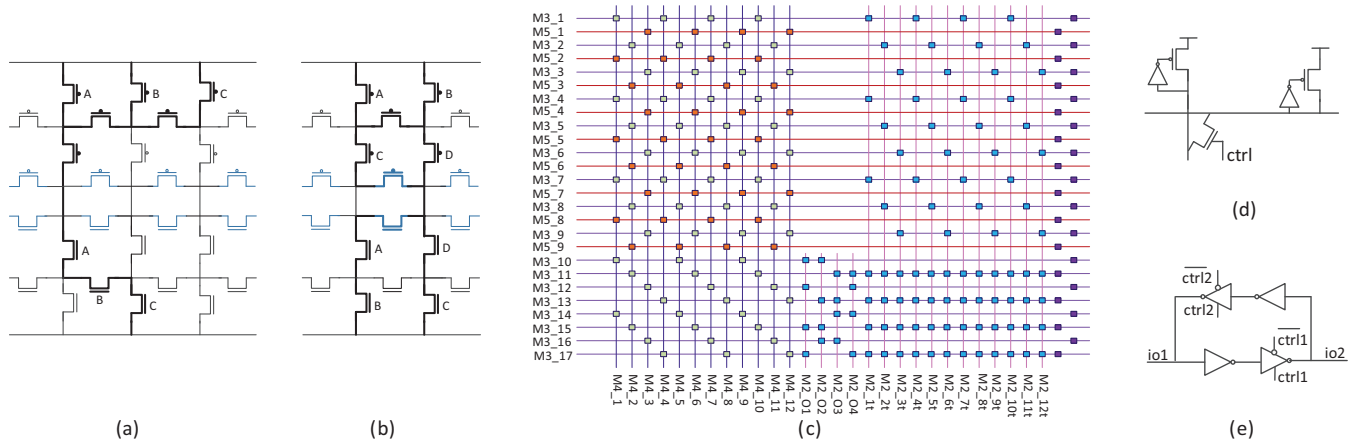 A
B
C
A
B
C
(a)
A
B
C
D
A
D
B
C
(b)
M3_1
M5_1
M3_2
M5_2
M3_3
M5_3
M3_4
M5_4
M3_5
M5_5
M3_6
M5_6
M3_7
M5_7
M3_8
M5_8
M3_9
M5_9
M3_10
M3_11
M3_12
M3_13
M3_14
M3_15
M3_16
M3_17
M4_1
M4_2
M4_3
M4_4
M4_5
M4_6
M4_7
M4_8
M4_9
M4_10
M4_11
M4_12
M2_O1
M2_O2
M2_O3
M2_O4
M2_1t
M2_2t
M2_3t
M2_4t
M2_5t
M2_6t
M2_7t
M2_8t
M2_9t
M2_10t
M2_11t
M2_12t
(c)
ctrl
(d)
ctrl2
ctrl2
ctrl1
io1
io2
ctrl1
(e)